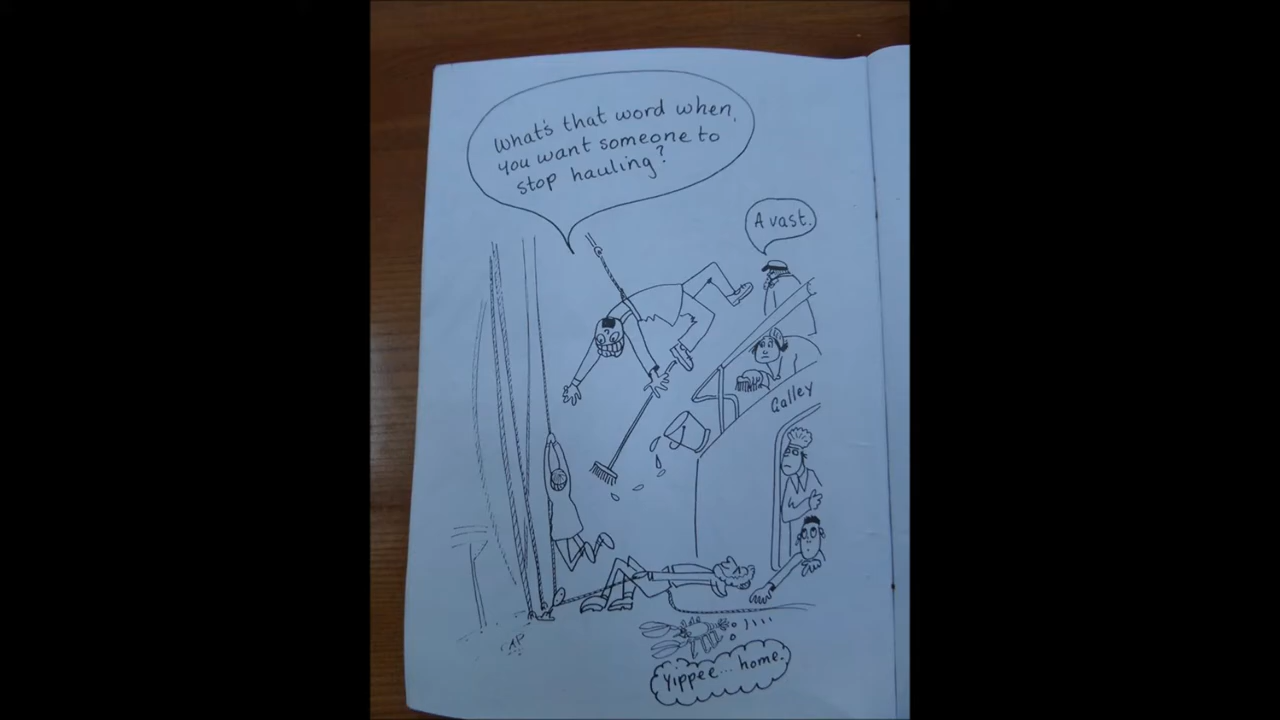 What's that word when
you want someone to
stop hauling?
A vast.
Galley
Yippee... home.